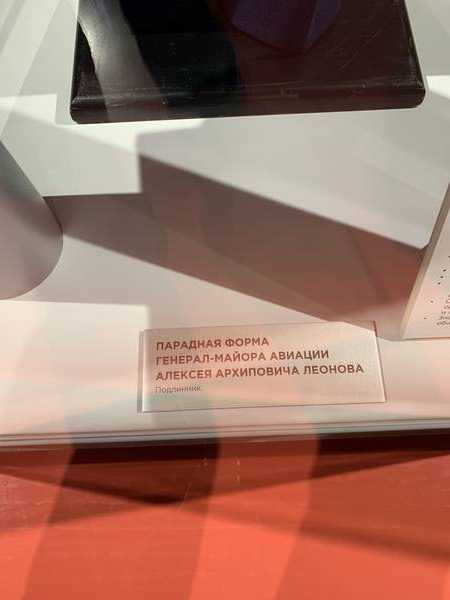 ПАРАДНАЯ ФОРМА
ГЕНЕРАЛ-МАЙОРА АВИАЦИИ
АЛЕКСЕЯ АРХИПОВИЧА ЛЕОНОВА
Подлинник.